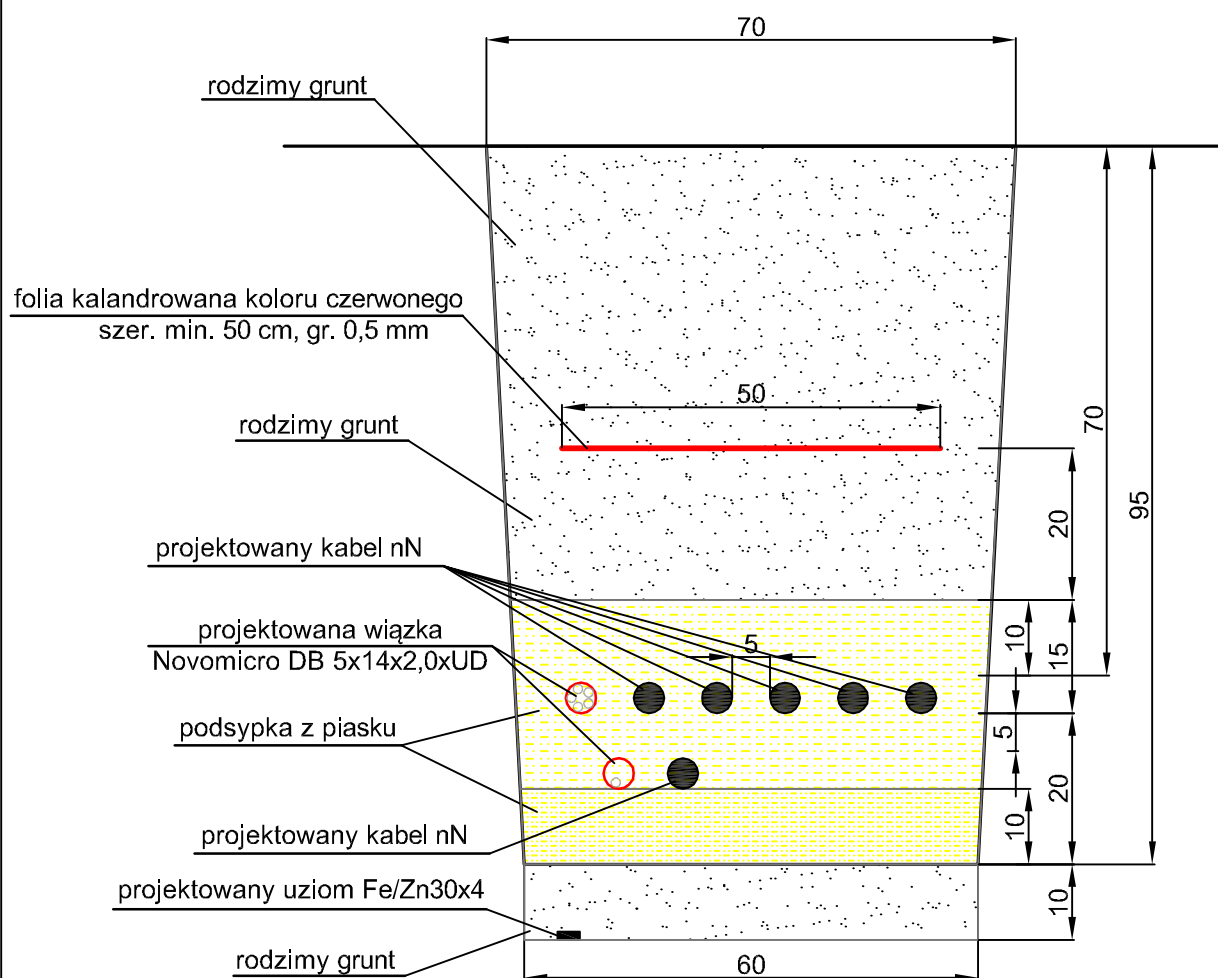 70
rodzimy grunt
folia kalandrowana koloru czerwonego
szer. min. 50 cm, gr. 0,5 mm
50
rodzimy grunt
70
95
20
projektowany kabel nN
projektowana wiązka
Novomicro DB 5x14x2,0xUD
5
10
15
podsypka z piasku
5
20
projektowany kabel nN
10
projektowany uziom Fe/Zn30x4
10
rodzimy grunt
60